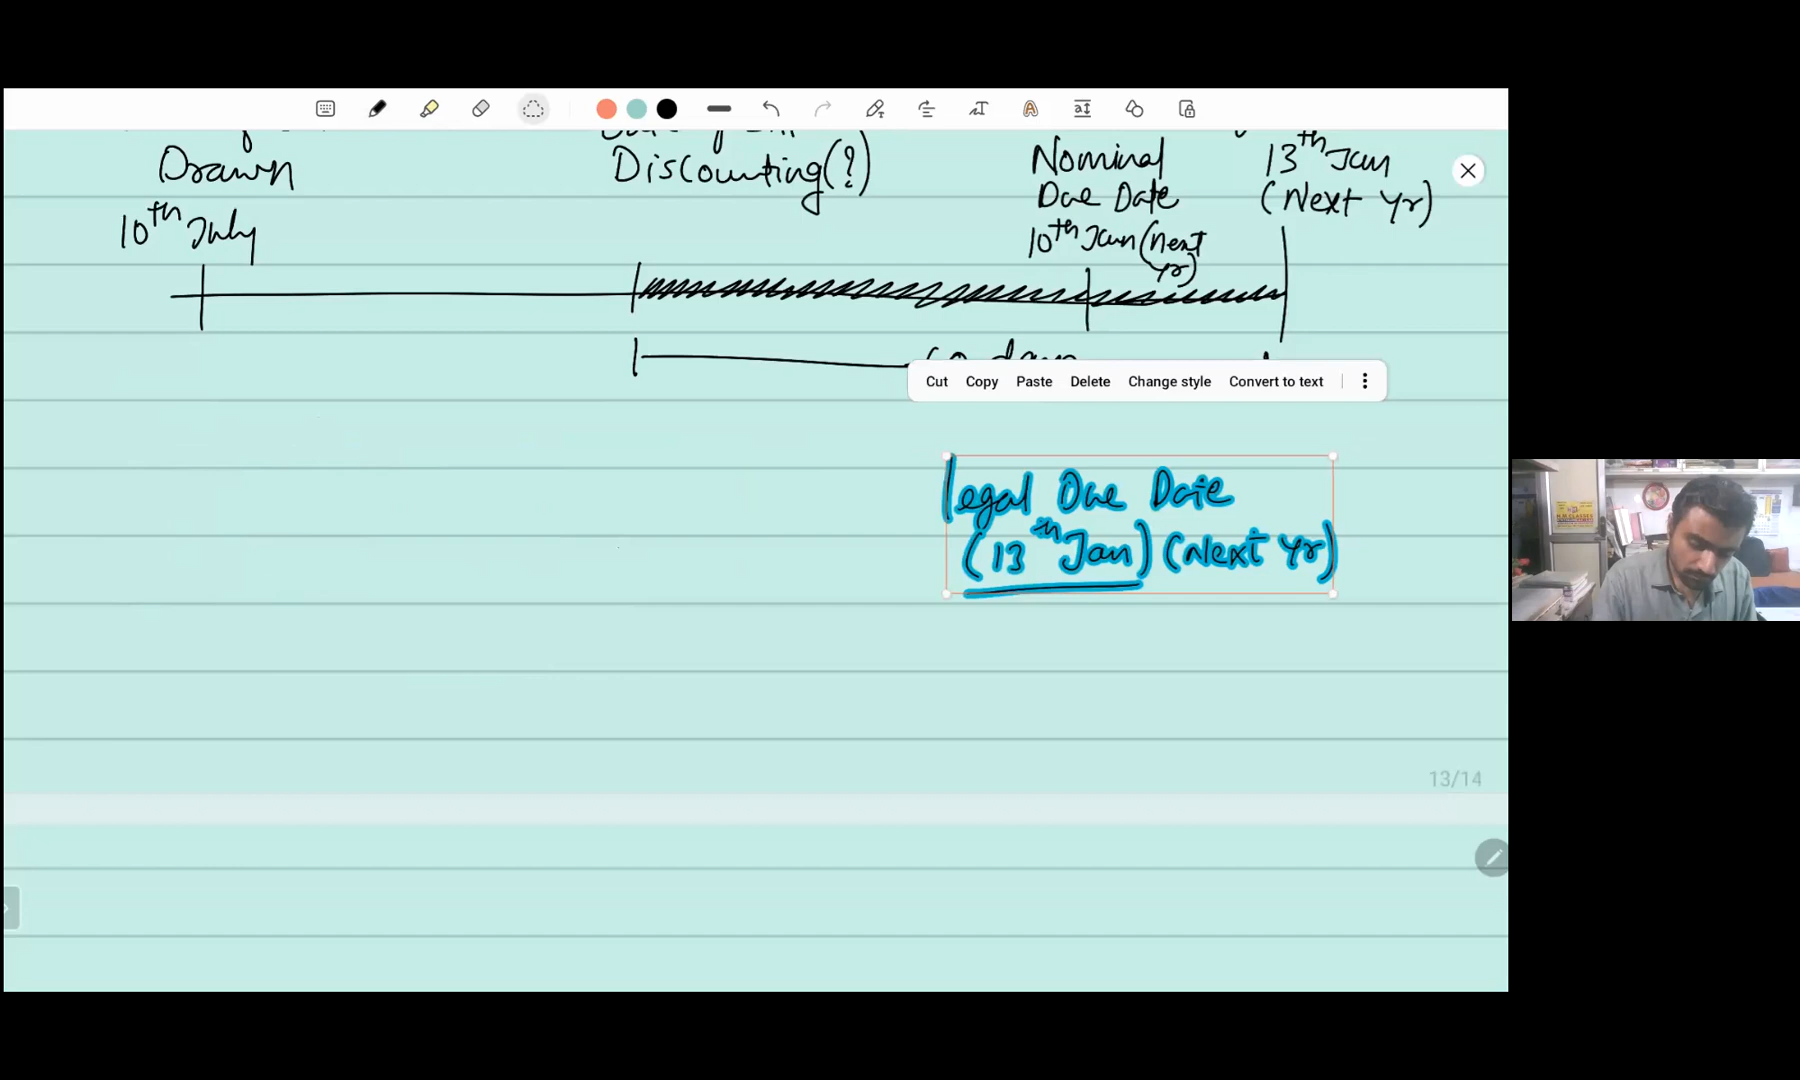 Drawn
10th July
Discounting(?)
Nominal
Due Date
10th Jan (next
yr)
13th Jan
(Next Yr)
Cut Copy Paste Delete Change style Convert to text
legal Due Date
(13th Jan) (Next Yr)
13/14